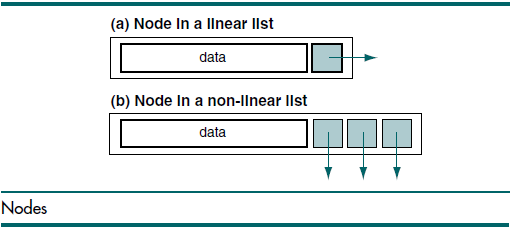 (a) Node in a linear list
data
(b) Node in a non-linear list
data
Nodes